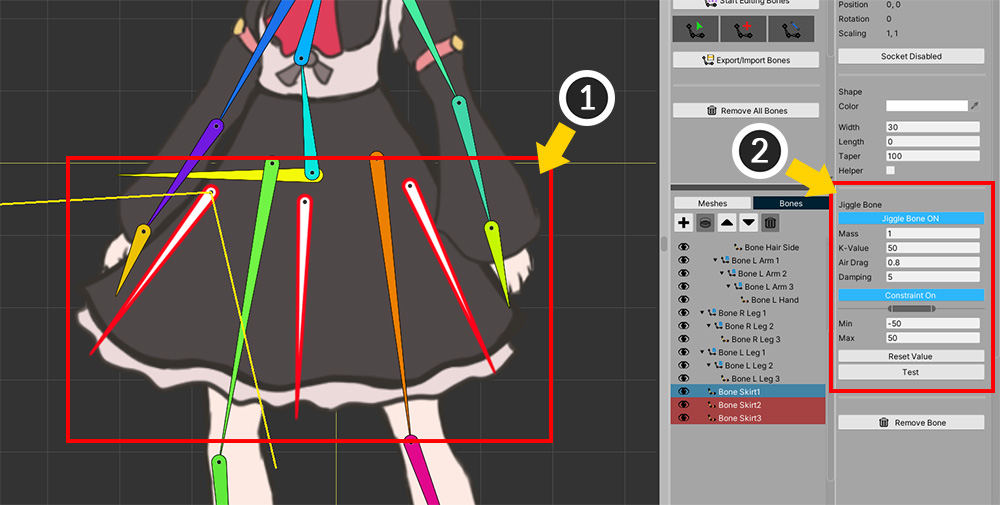 Start Editing Bones
Export/Import Bones
Remove All Bones
Position 0, 0
Rotation 0
Scaling 1, 1
Socket Disabled
Shape
Color
Width 30
Length 0
Taper 100
Helper
1
2
Meshes Bones
Bone Hair Side
Bone L Arm 1
Bone L Arm 2
Bone L Arm 3
Bone L Hand
Bone R Leg 1
Bone R Leg 2
Bone R Leg 3
Bone L Leg 1
Bone L Leg 2
Bone L Leg 3
Bone Skirt1
Bone Skirt2
Bone Skirt3
Jiggle Bone
Jiggle Bone ON
Mass 1
K-Value 50
Air Drag 0.8
Damping 5
Constraint On
Min -50
Max 50
Reset Value
Test
Remove Bone